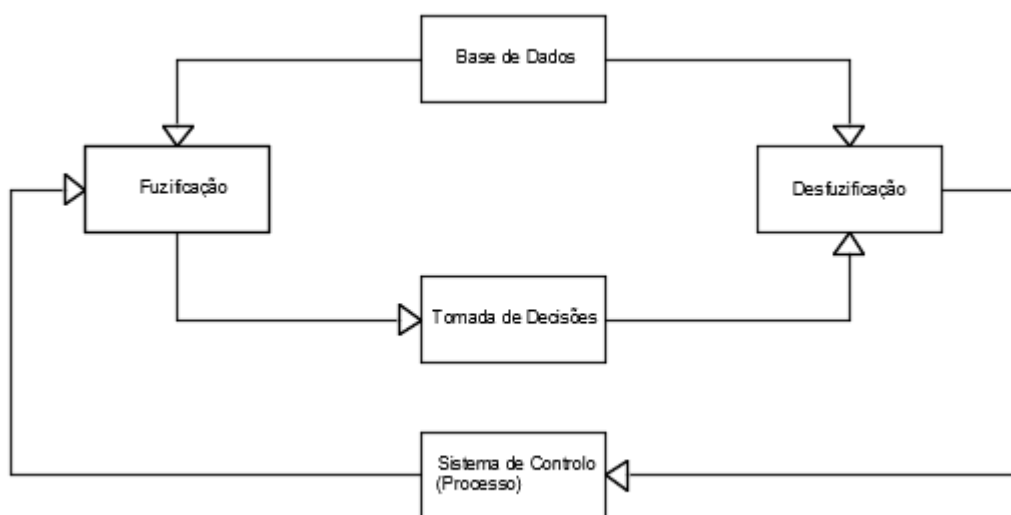 Base de Dados
Fuzificação
Desfuzificação
Tomada de Decisões
Sistema de Controlo
(Processo)